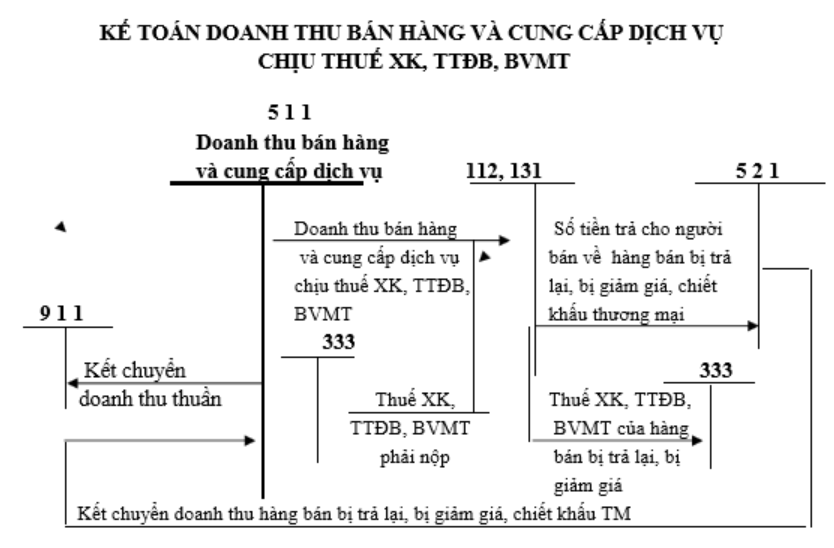 KẾ TOÁN DOANH THU BÁN HÀNG VÀ CUNG CẤP DỊCH VỤ
CHỊU THUẾ XK, TTĐB, BVMT
5 1 1
Doanh thu bán hàng
và cung cấp dịch vụ
112, 131
5 2 1
Doanh thu bán hàng
và cung cấp dịch vụ
chịu thuế XK, TTĐB,
BVMT
Số tiền trả cho người
bán về hàng bán bị trả
lại, bị giảm giá, chiết
khấu thương mại
9 1 1
333
333
Kết chuyển
doanh thu thuần
Thuế XK,
TTĐB, BVMT
phải nộp
Thuế XK, TTĐB,
BVMT của hàng
bán bị trả lại, bị
giảm giá
Kết chuyển doanh thu hàng bán bị trả lại, bị giảm giá, chiết khấu TM